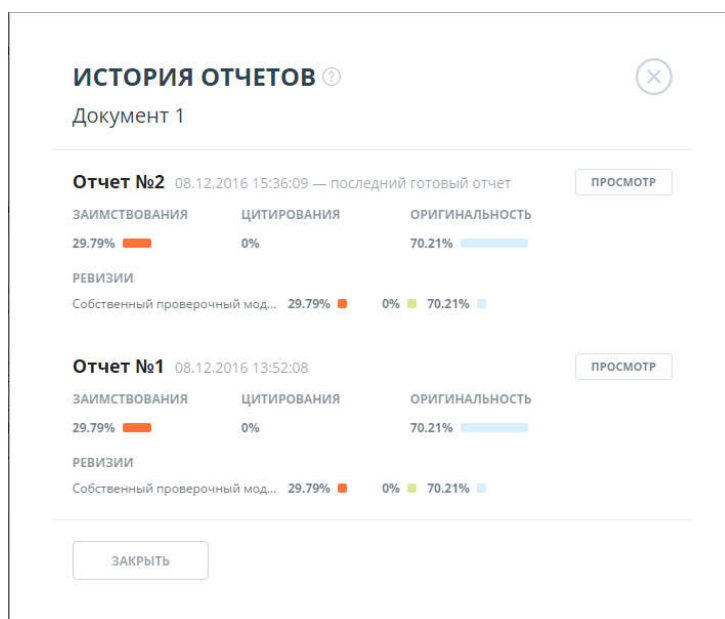 ИСТОРИЯ ОТЧЕТОВ ?
Документ 1
Отчет №2 08.12.2016 15:36:09 — последний готовый отчет ПРОСМОТР
ЗАИМСТВОВАНИЯ ЦИТИРОВАНИЯ ОРИГИНАЛЬНОСТЬ
29.79% 0% 70.21%
РЕВИЗИИ
Собственный проверочный мод... 29.79% 0% 70.21%
Отчет №1 08.12.2016 13:52:08 ПРОСМОТР
ЗАИМСТВОВАНИЯ ЦИТИРОВАНИЯ ОРИГИНАЛЬНОСТЬ
29.79% 0% 70.21%
РЕВИЗИИ
Собственный проверочный мод... 29.79% 0% 70.21%
ЗАКРЫТЬ